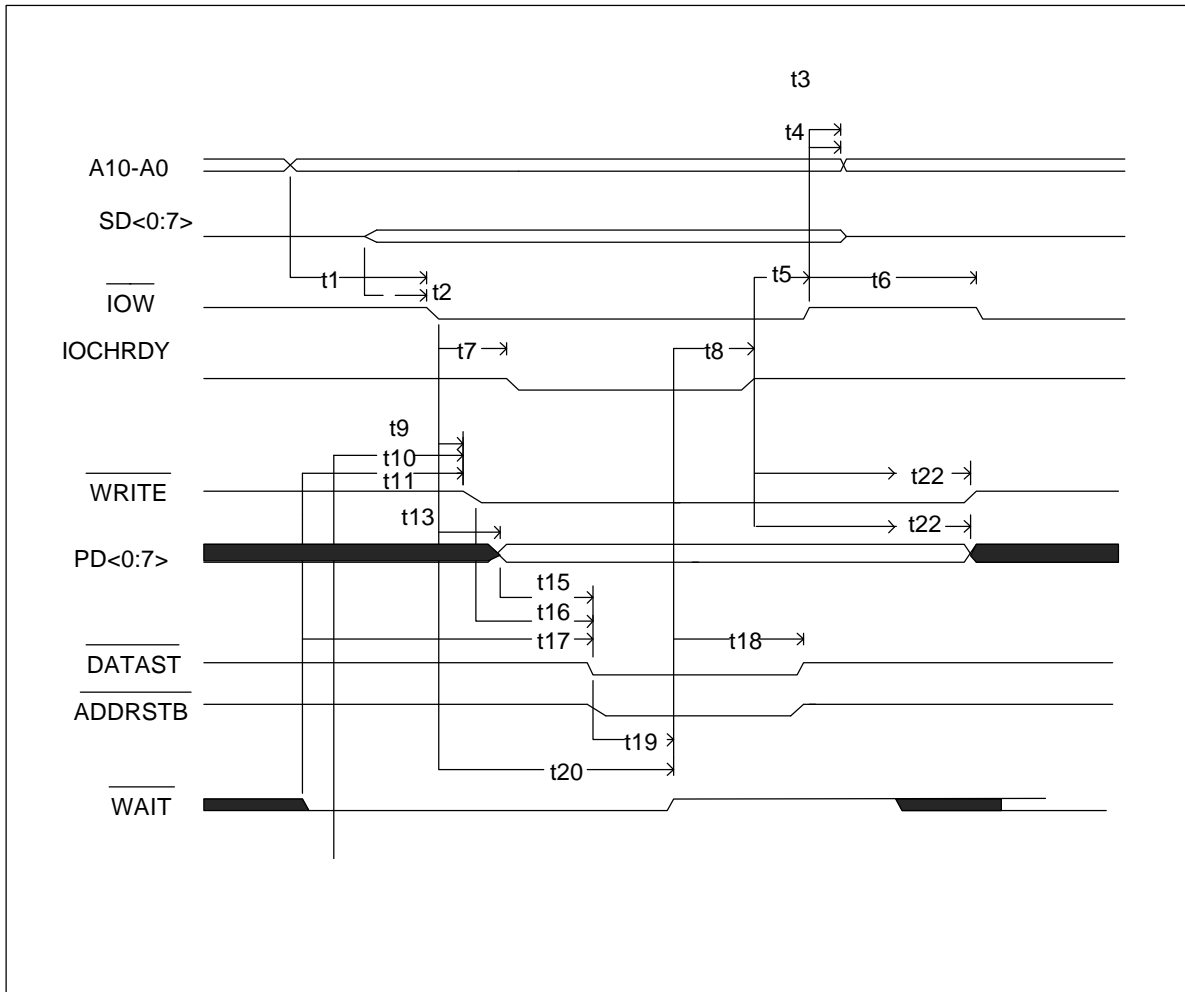 t3
t4
A10-A0
SD<0:7>
t1
t2
t5
t6
IOW
IOCHRDY
t7
t8
t9
t10
t11
WRITE
t22
t13
t22
PD<0:7>
t15
t16
t17
t18
DATAST
ADDRSTB
t19
t20
WAIT